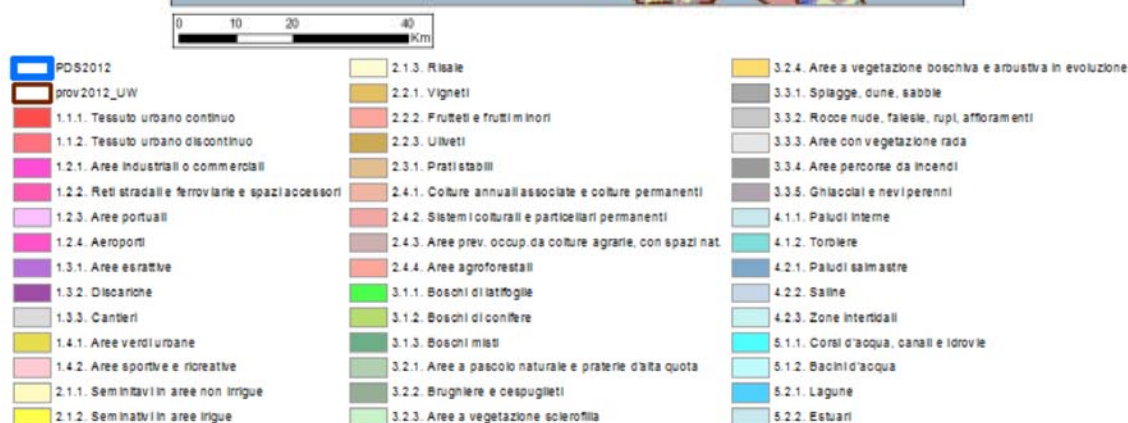 0 10 20 40
Km
PDS2012
prov2012_UW
1.1.1. Tessuto urbano continuo
1.1.2. Tessuto urbano discontinuo
1.2.1. Aree industriali o commerciali
1.2.2. Reti stradali e ferroviarie e spazi accessori
1.2.3. Aree portuali
1.2.4. Aeroporti
1.3.1. Aree esrattive
1.3.2. Discariche
1.3.3. Cantieri
1.4.1. Aree verdi urbane
1.4.2. Aree sportive e ricreative
2.1.1. Seminitavi in aree non irrigue
2.1.2. Seminativi in aree irigue
2.1.3. Risaie
2.2.1. Vigneti
2.2.2. Frutteti e frutti minori
2.2.3. Uliveti
2.3.1. Prati stabili
2.4.1. Colture annuali associate e colture permanenti
2.4.2. Sistemi colturali e particellari permanenti
2.4.3. Aree prev. occup.da colture agrarie, con spazi nat.
2.4.4. Aree agroforestali
3.1.1. Boschi di latifoglie
3.1.2. Boschi di conifere
3.1.3. Boschi misti
3.2.1. Aree a pascolo naturale e praterie d'alta quota
3.2.2. Brughiere e cespuglieti
3.2.3. Aree a vegetazione sclerofilla
3.2.4. Aree a vegetazione boschiva e arbustiva in evoluzione
3.3.1. Spiagge, dune, sabbie
3.3.2. Rocce nude, falesie, rupi, affioramenti
3.3.3. Aree con vegetazione rada
3.3.4. Aree percorse da incendi
3.3.5. Ghiacciai e nevi perenni
4.1.1. Paludi interne
4.1.2. Torbiere
4.2.1. Paludi salmastre
4.2.2. Saline
4.2.3. Zone intertidali
5.1.1. Corsi d'acqua, canali e idrovie
5.1.2. Bacini d'acqua
5.2.1. Lagune
5.2.2. Estuari